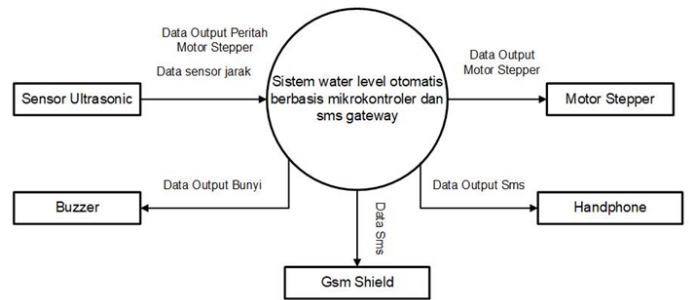 Data Output Peritah
Motor Stepper
Data sensor jarak
Sensor Ultrasonic
Sistem water level otomatis
berbasis mikrokontroler dan
sms gateway
Data Output
Motor Stepper
Motor Stepper
Data Output Bunyi
Buzzer
Data Sms
Data Output Sms
Handphone
Gsm Shield